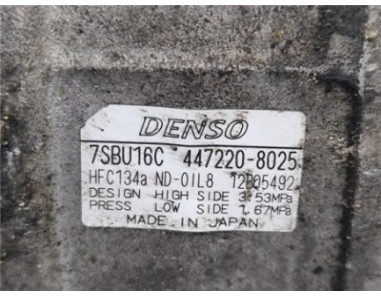 DENSO
7SBU16C 447220-8025
HFC134a ND-OIL8 12B05492
DESIGN HIGH SIDE 3.53MPa
PRESS LOW SIDE 1.67MPa
MADE IN JAPAN